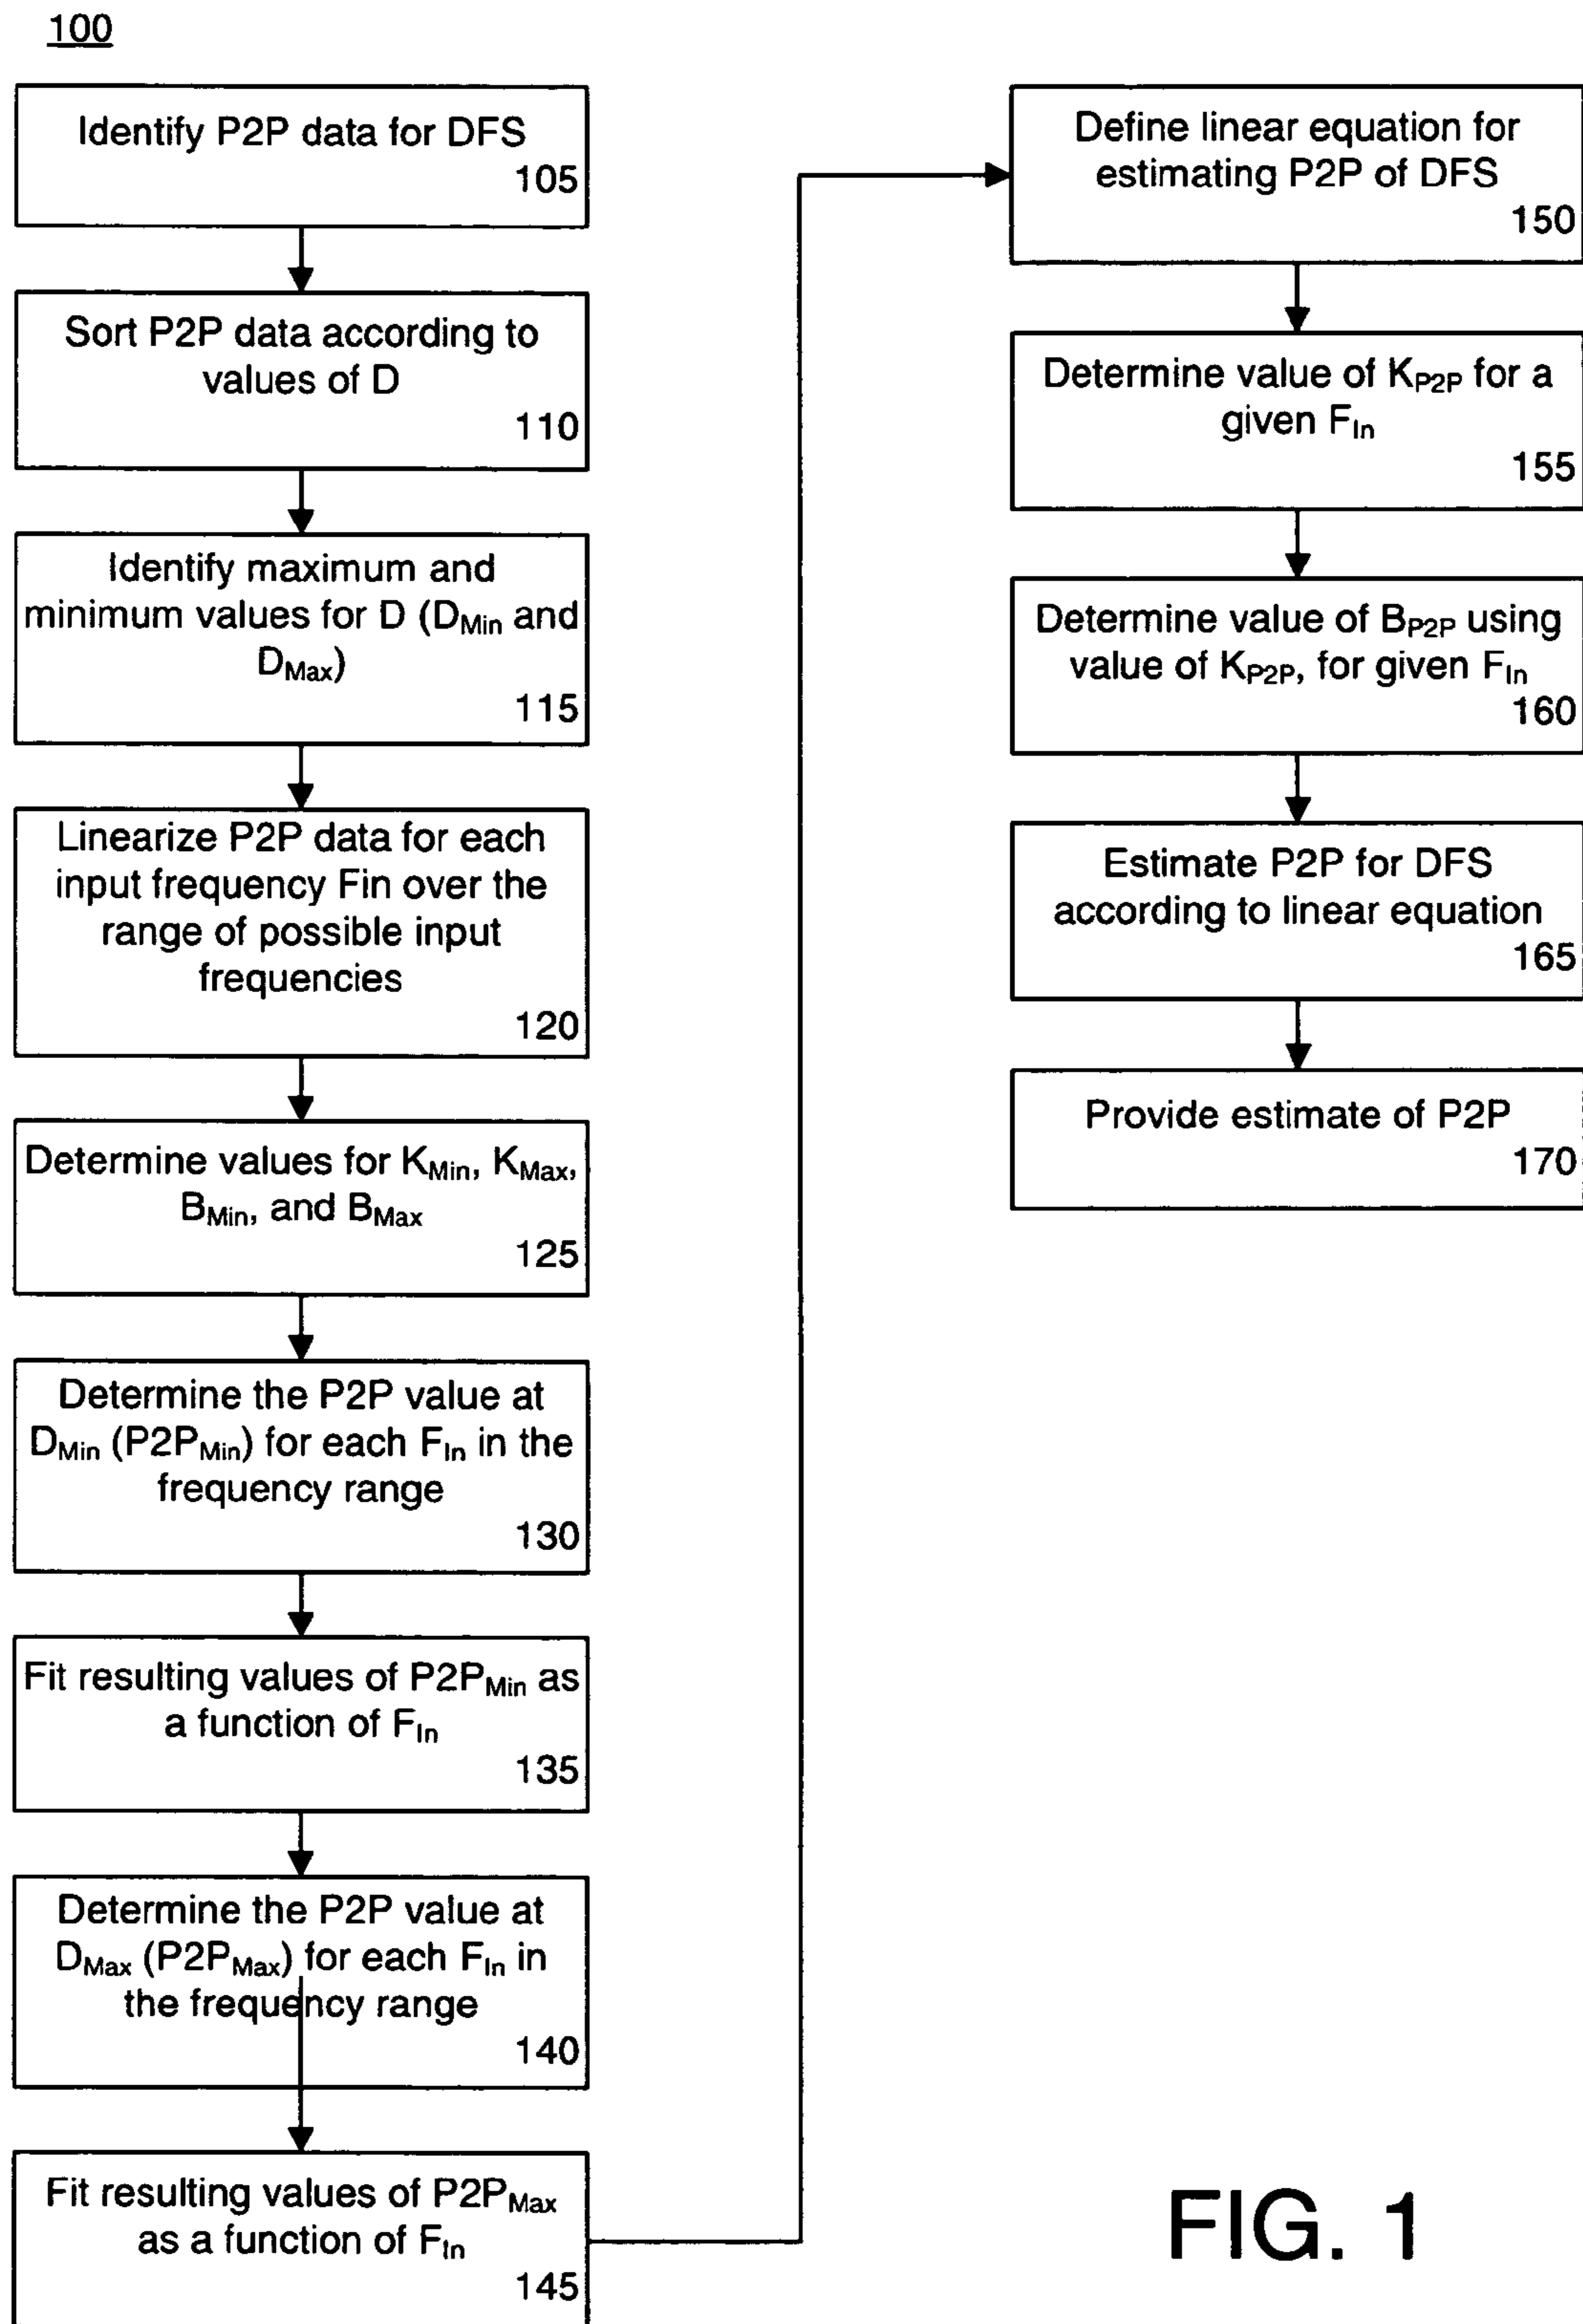 100
Identify P2P data for DFS
105
Sort P2P data according to
values of D
110
Identify maximum and
minimum values for D (DMin and
DMax)
115
Linearize P2P data for each
input frequency Fin over the
range of possible input
frequencies
120
Determine values for KMin, KMax,
BMin, and BMax
125
Determine the P2P value at
DMin (P2PMin) for each FIn in the
frequency range
130
Fit resulting values of P2PMin as
a function of FIn
135
Determine the P2P value at
DMax (P2PMax) for each FIn in
the frequency range
140
Fit resulting values of P2PMax
as a function of FIn
145
Define linear equation for
estimating P2P of DFS
150
Determine value of KP2P for a
given FIn
155
Determine value of BP2P using
value of KP2P, for given FIn
160
Estimate P2P for DFS
according to linear equation
165
Provide estimate of P2P
170
FIG. 1